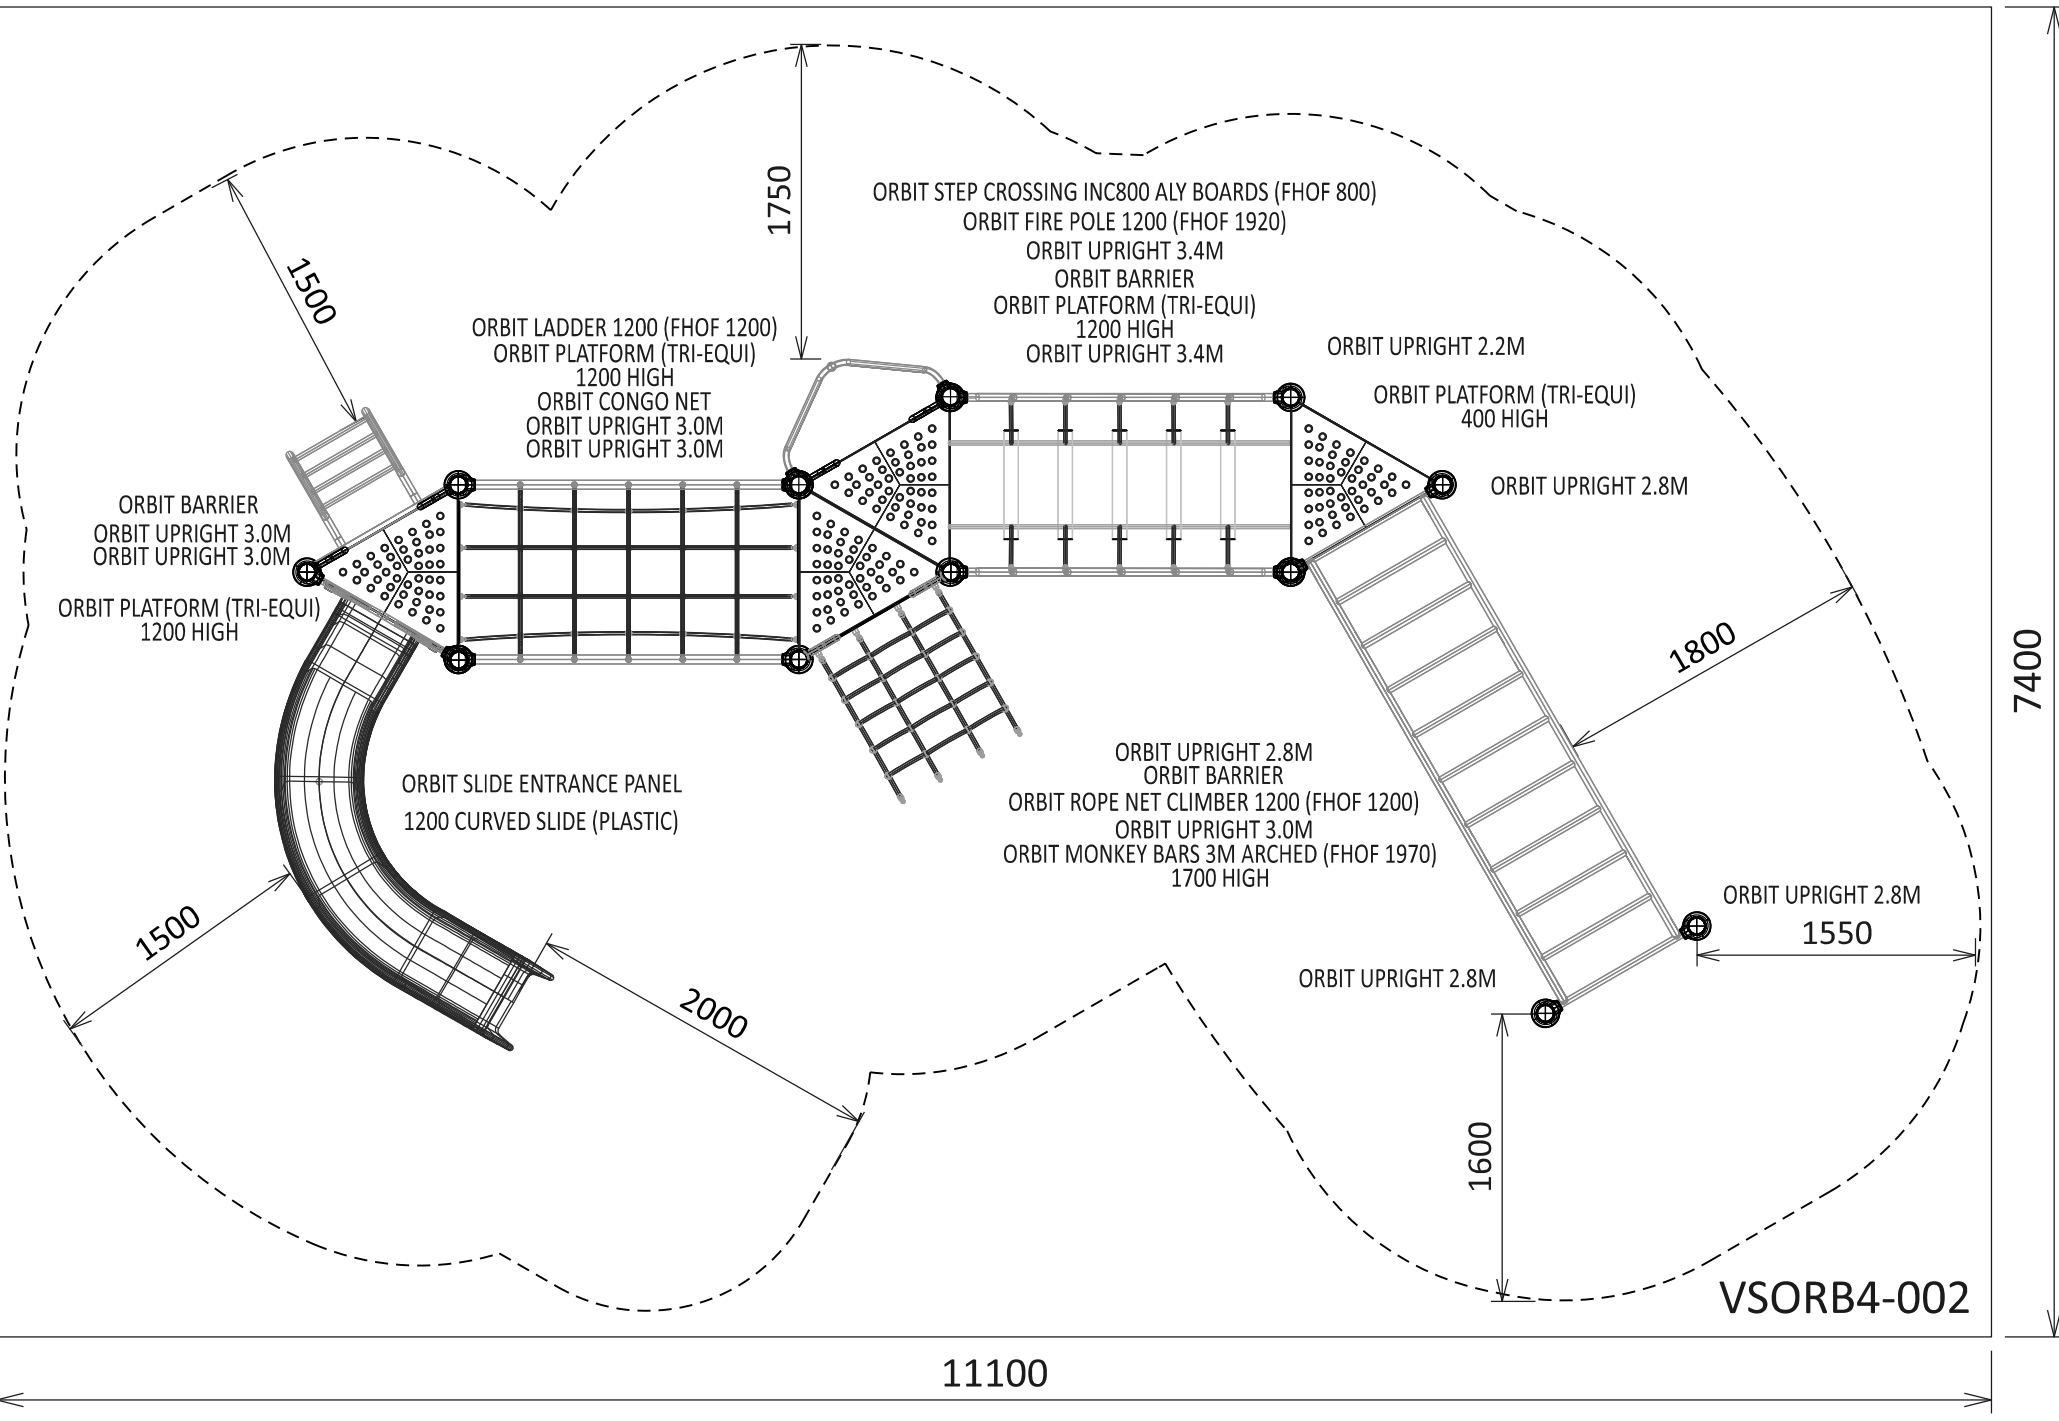 1750
ORBIT STEP CROSSING INC800 ALY BOARDS (FHOF 800)
ORBIT FIRE POLE 1200 (FHOF 1920)
ORBIT UPRIGHT 3.4M
ORBIT BARRIER
ORBIT PLATFORM (TRI-EQUI)
1200 HIGH
ORBIT UPRIGHT 3.4M
1500
ORBIT LADDER 1200 (FHOF 1200)
ORBIT PLATFORM (TRI-EQUI)
1200 HIGH
ORBIT CONGO NET
ORBIT UPRIGHT 3.0M
ORBIT UPRIGHT 3.0M
ORBIT UPRIGHT 2.2M
ORBIT PLATFORM (TRI-EQUI)
400 HIGH
ORBIT UPRIGHT 2.8M
ORBIT BARRIER
ORBIT UPRIGHT 3.0M
ORBIT UPRIGHT 3.0M
ORBIT PLATFORM (TRI-EQUI)
1200 HIGH
1800
7400
ORBIT SLIDE ENTRANCE PANEL
1200 CURVED SLIDE (PLASTIC)
ORBIT UPRIGHT 2.8M
ORBIT BARRIER
ORBIT ROPE NET CLIMBER 1200 (FHOF 1200)
ORBIT UPRIGHT 3.0M
ORBIT MONKEY BARS 3M ARCHED (FHOF 1970)
1700 HIGH
1500
2000
ORBIT UPRIGHT 2.8M
1550
ORBIT UPRIGHT 2.8M
1600
VSORB4-002
11100